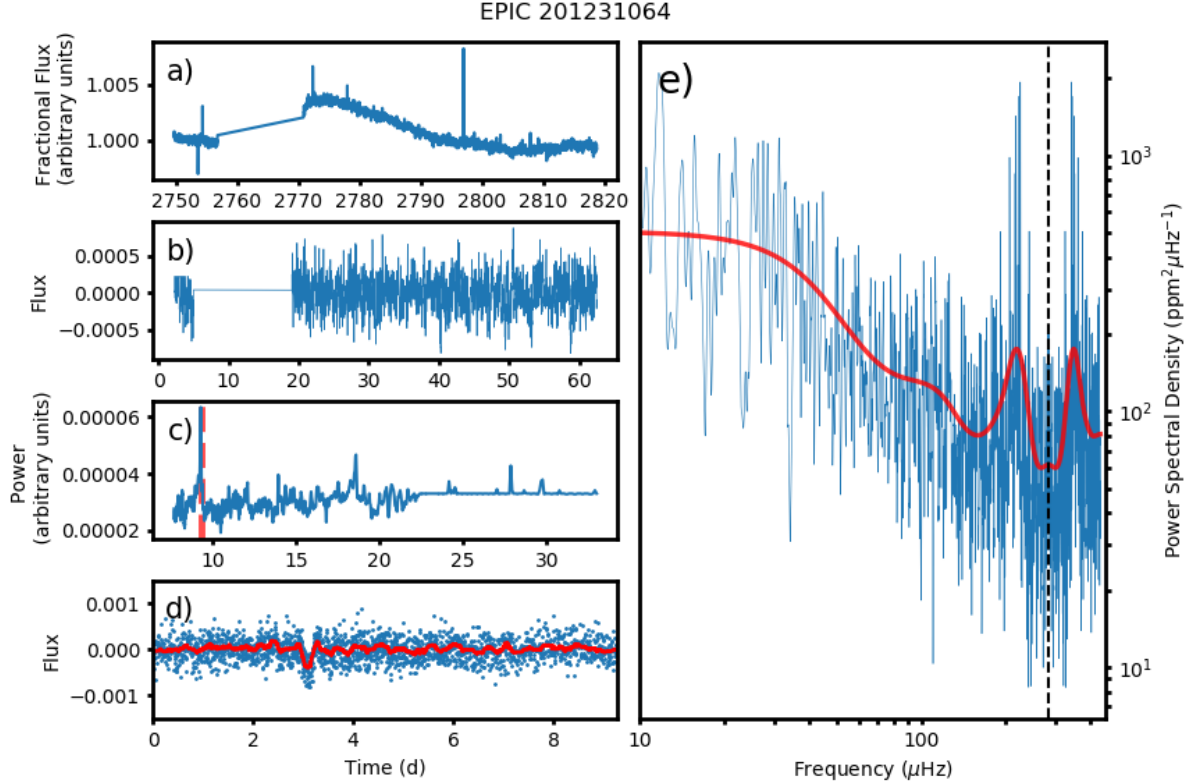 EPIC 201231064
a)
Fractional Flux
(arbitrary units)
1.005
1.000
2750 2760 2770 2780 2790 2800 2810 2820
b)
Flux
0.0005
0.0000
−0.0005
0 10 20 30 40 50 60
c)
Power
(arbitrary units)
0.00006
0.00004
0.00002
10 15 20 25 30
d)
Flux
0.001
0.000
−0.001
0 2 4 6 8
Time (d)
e)
10³
10²
10¹
Power Spectral Density (ppm²μHz⁻¹)
10 100
Frequency (μHz)